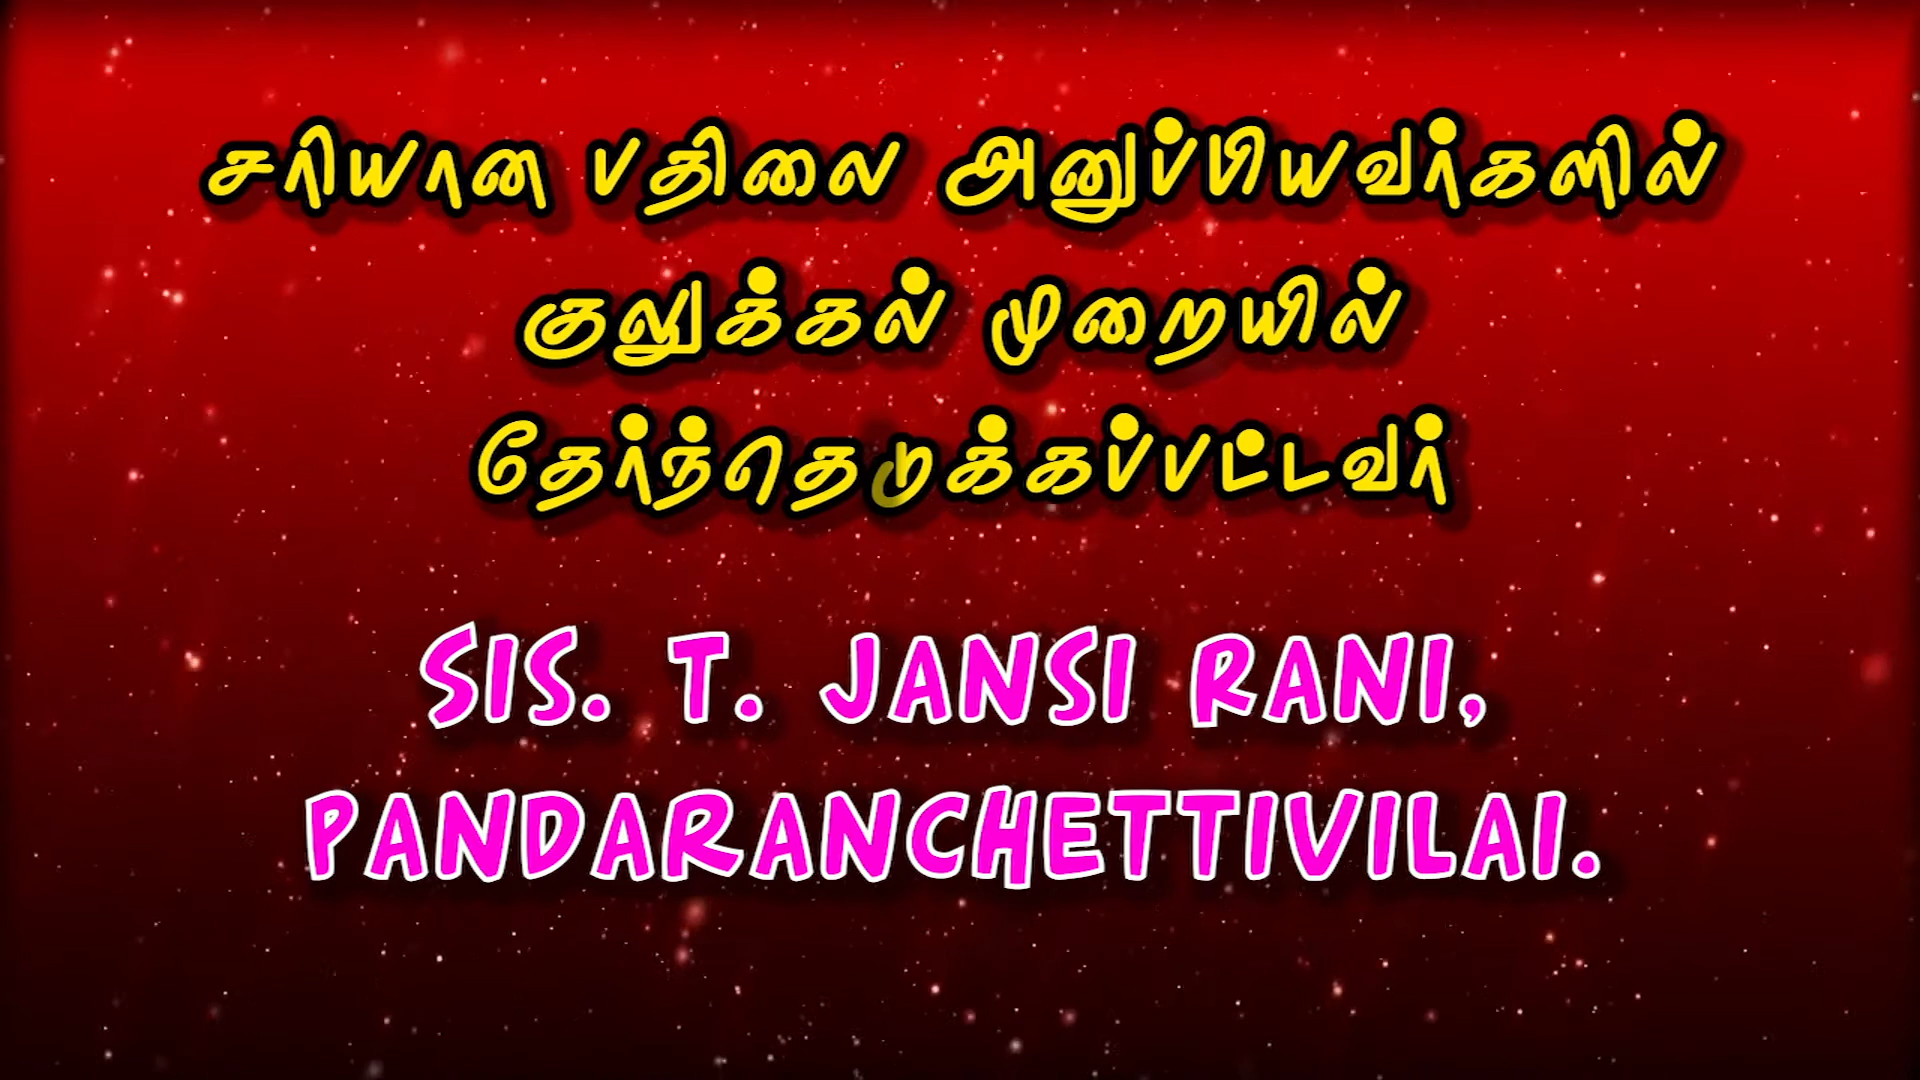 சரியான பதிலை அனுப்பியவர்களில்
குலுக்கல் முறையில்
தேர்ந்தெடுக்கப்பட்டவர்
SIS. T. JANSI RANI,
PANDARANCHETTIVILAI.